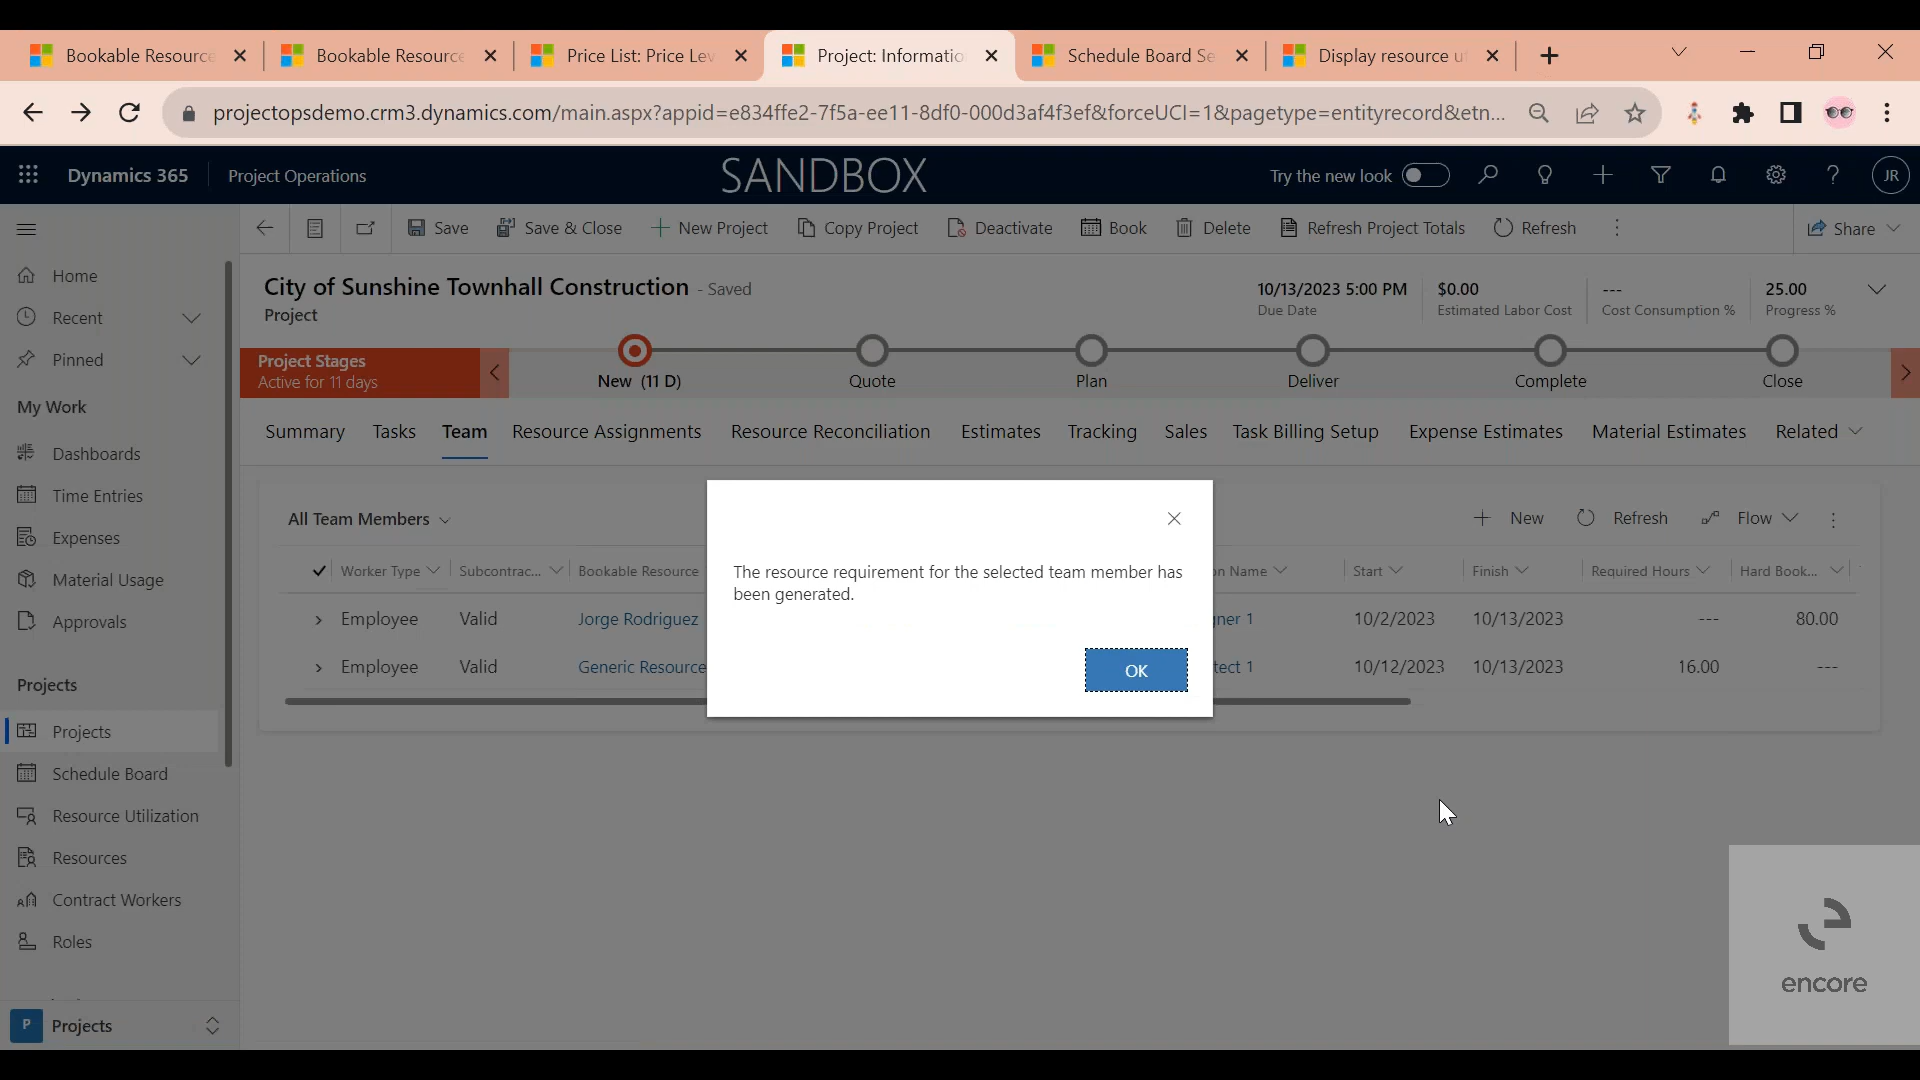 Bookable Resource
Bookable Resource
Price List: Price Lev
Project: Informatio
Schedule Board Se
Display resource u
projectopsdemo.crm3.dynamics.com/main.aspx?appid=e834ffe2-7f5a-ee11-8df0-000d3af4f3ef&forceUCI=1&pagetype=entityrecord&etn...
Dynamics 365
Project Operations
SANDBOX
Try the new look
JR
Save
Save & Close
New Project
Copy Project
Deactivate
Book
Delete
Refresh Project Totals
Refresh
Share
Home
Recent
Pinned
My Work
Dashboards
Time Entries
Expenses
Material Usage
Approvals
Projects
Projects
Schedule Board
Resource Utilization
Resources
Contract Workers
Roles
P Projects
City of Sunshine Townhall Construction - Saved
Project
10/13/2023 5:00 PM
Due Date
$0.00
Estimated Labor Cost
---
Cost Consumption %
25.00
Progress %
Project Stages
Active for 11 days
New (11 D)
Quote
Plan
Deliver
Complete
Close
Summary
Tasks
Team
Resource Assignments
Resource Reconciliation
Estimates
Tracking
Sales
Task Billing Setup
Expense Estimates
Material Estimates
Related
All Team Members
New
Refresh
Flow
Worker Type
Subcontrac...
Bookable Resource
on Name
Start
Finish
Required Hours
Hard Book...
Employee
Valid
Jorge Rodriguez
gner 1
10/2/2023
10/13/2023
---
80.00
Employee
Valid
Generic Resource
tect 1
10/12/2023
10/13/2023
16.00
---
The resource requirement for the selected team member has
been generated.
OK
encore